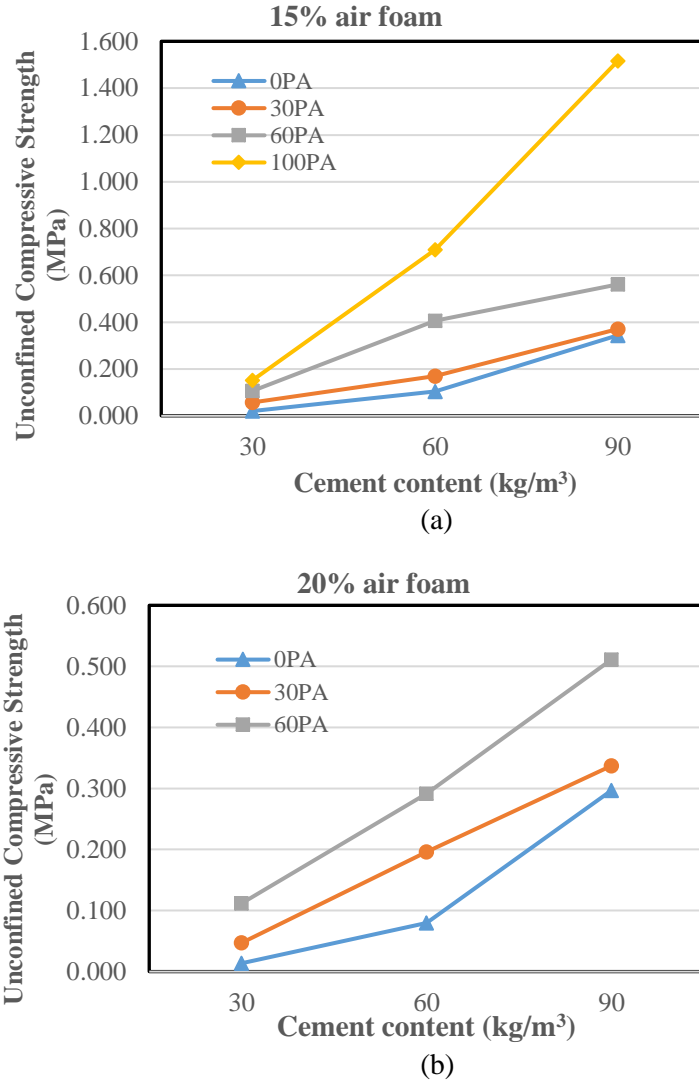 15% air foam
Unconfined Compressive Strength
(MPa)
1.600
1.400
1.200
1.000
0.800
0.600
0.400
0.200
0.000
0PA
30PA
60PA
100PA
30
60
90
Cement content (kg/m³)
(a)
20% air foam
Unconfined Compressive Strength
(MPa)
0.600
0.500
0.400
0.300
0.200
0.100
0.000
0PA
30PA
60PA
30
60
90
Cement content (kg/m³)
(b)